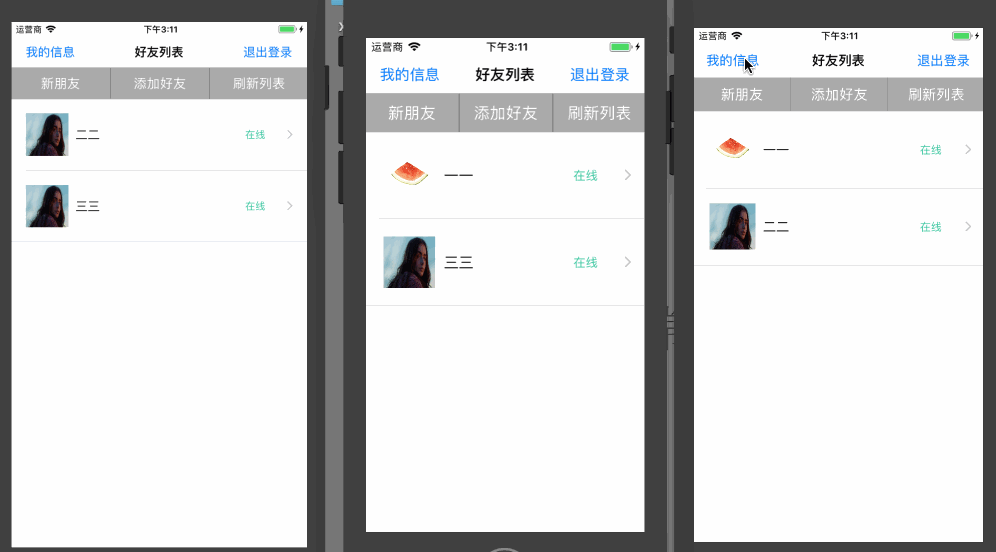 运营商 下午3:11
我的信息 好友列表 退出登录
新朋友 添加好友 刷新列表
二二 在线
三三 在线
运营商 下午3:11
我的信息 好友列表 退出登录
新朋友 添加好友 刷新列表
一一 在线
三三 在线
运营商 下午3:11
我的信息 好友列表 退出登录
新朋友 添加好友 刷新列表
一一 在线
二二 在线